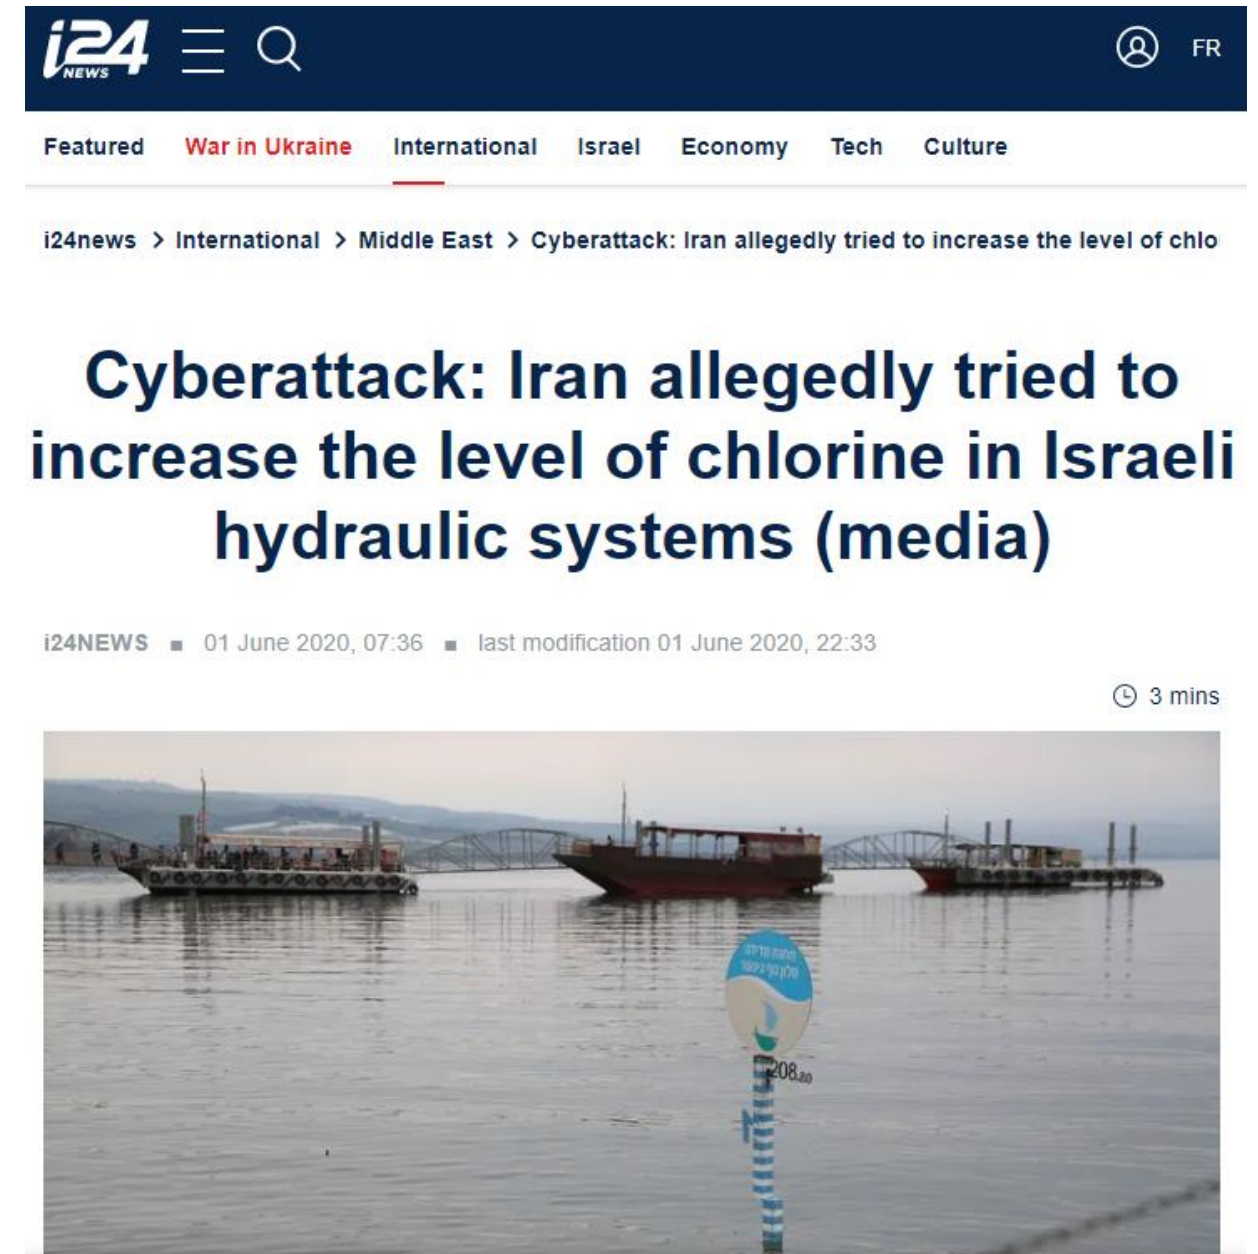 i24
NEWS
FR
Featured War in Ukraine International Israel Economy Tech Culture
i24news > International > Middle East > Cyberattack: Iran allegedly tried to increase the level of chlo
Cyberattack: Iran allegedly tried to
increase the level of chlorine in Israeli
hydraulic systems (media)
i24NEWS ■ 01 June 2020, 07:36 ■ last modification 01 June 2020, 22:33
3 mins
208.80